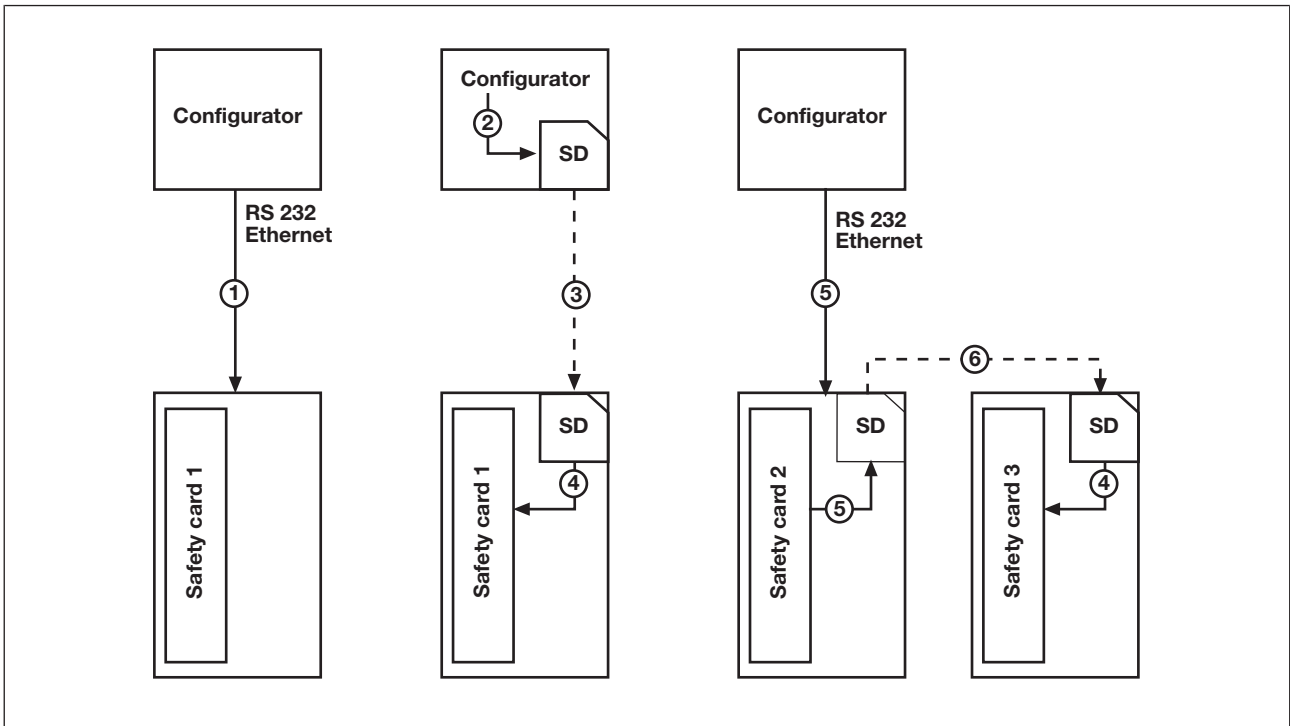 Configurator
RS 232
Ethernet
1
Safety card 1
Configurator
2
SD
3
SD
4
Safety card 1
Configurator
RS 232
Ethernet
5
6
SD
5
Safety card 2
SD
4
Safety card 3